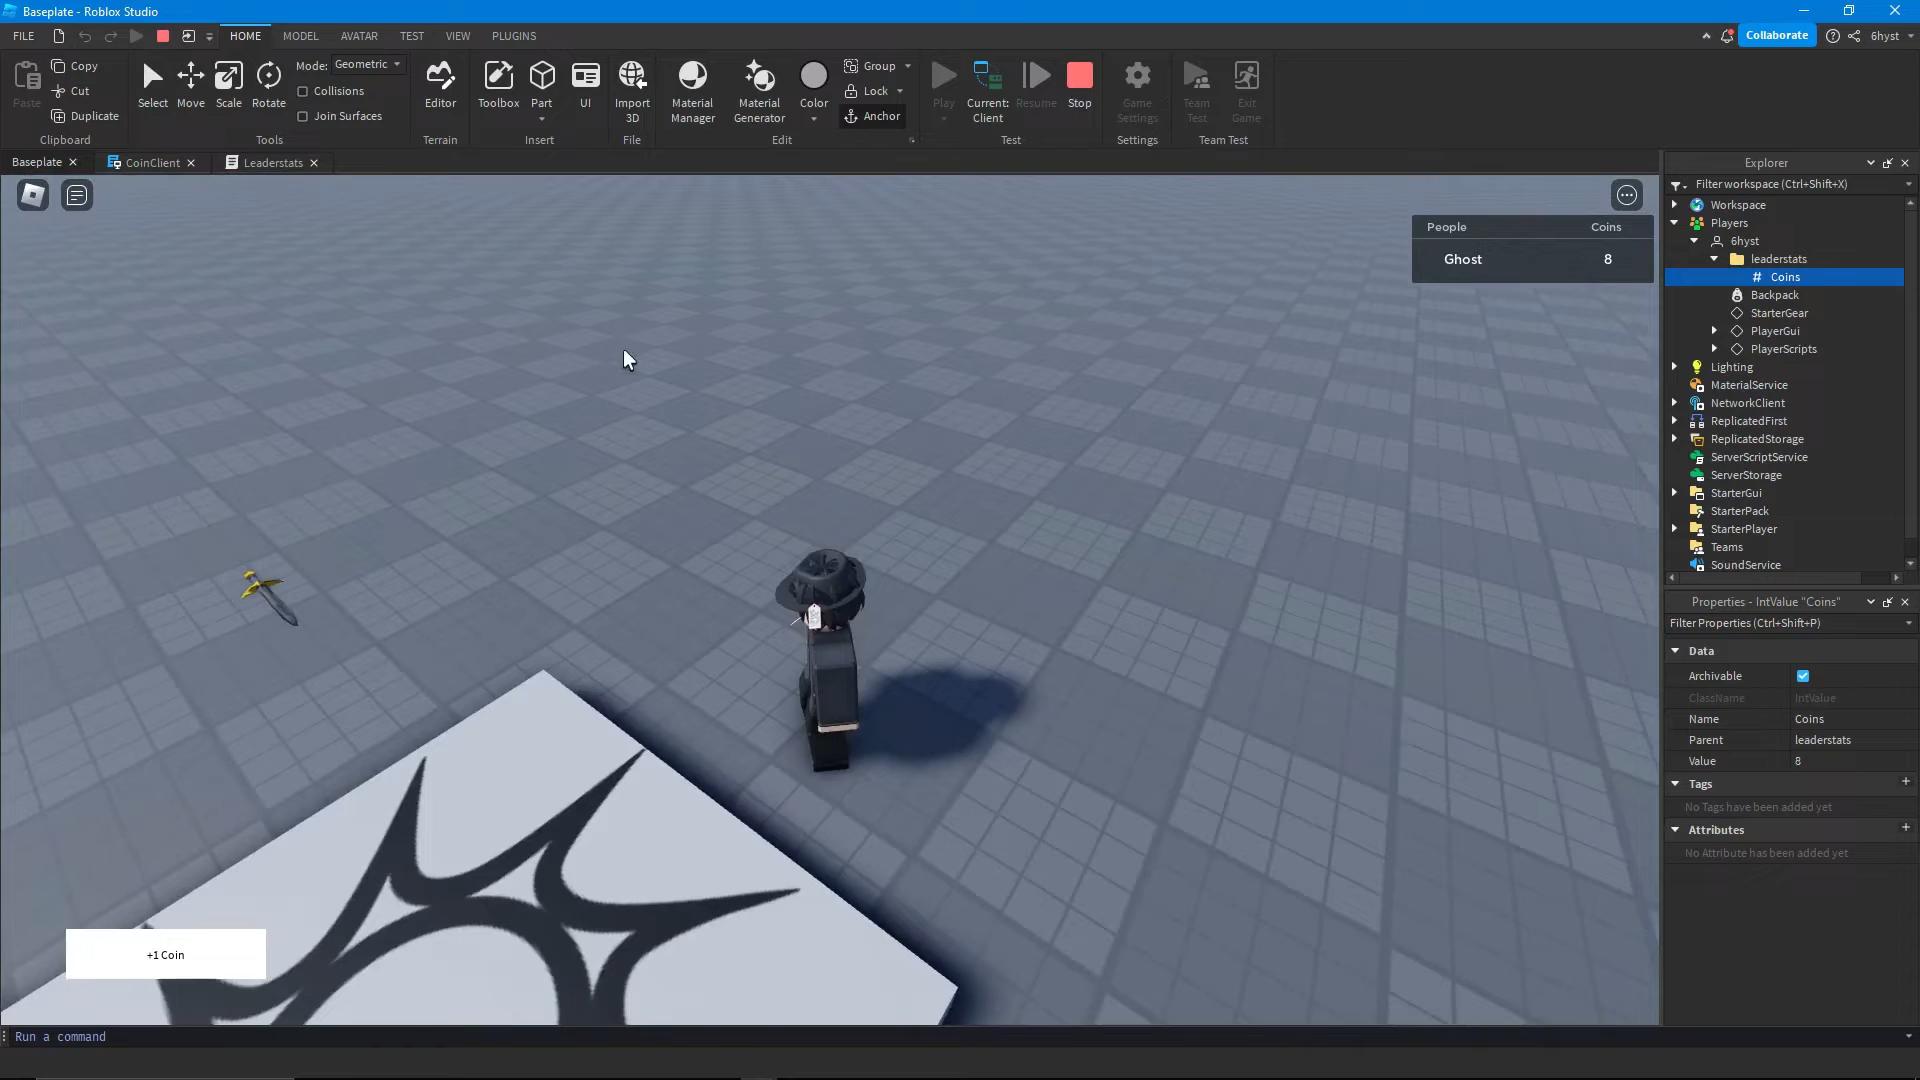 Baseplate - Roblox Studio
FILE HOME MODEL AVATAR TEST VIEW PLUGINS Collaborate 6hyst
Paste Copy Cut Duplicate Clipboard
Select Move Scale Rotate Mode: Geometric Collisions Join Surfaces Tools
Editor Terrain
Toolbox Part UI Insert
Import 3D File
Material Manager Material Generator Color Group Lock Anchor Edit
Play Current: Client Resume Stop Test
Game Settings Settings
Team Test Exit Game Team Test
Baseplate CoinClient Leaderstats
People Coins
Ghost 8
+1 Coin
Run a command
Explorer
Filter workspace (Ctrl+Shift+X)
Workspace
Players
6hyst
leaderstats
# Coins
Backpack
StarterGear
PlayerGui
PlayerScripts
Lighting
MaterialService
NetworkClient
ReplicatedFirst
ReplicatedStorage
ServerScriptService
ServerStorage
StarterGui
StarterPack
StarterPlayer
Teams
SoundService
Properties - IntValue "Coins"
Filter Properties (Ctrl+Shift+P)
Data
Archivable
ClassName IntValue
Name Coins
Parent leaderstats
Value 8
Tags
No Tags have been added yet
Attributes
No Attribute has been added yet